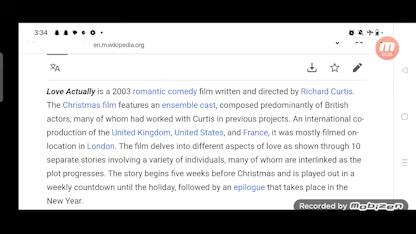 3:34
en.m.wikipedia.org
Love Actually is a 2003 romantic comedy film written and directed by Richard Curtis.
The Christmas film features an ensemble cast, composed predominantly of British
actors, many of whom had worked with Curtis in previous projects. An international co-
production of the United Kingdom, United States, and France, it was mostly filmed on-
location in London. The film delves into different aspects of love as shown through 10
separate stories involving a variety of individuals, many of whom are interlinked as the
plot progresses. The story begins five weeks before Christmas and is played out in a
weekly countdown until the holiday, followed by an epilogue that takes place in the
New Year.
Recorded by Mobizen